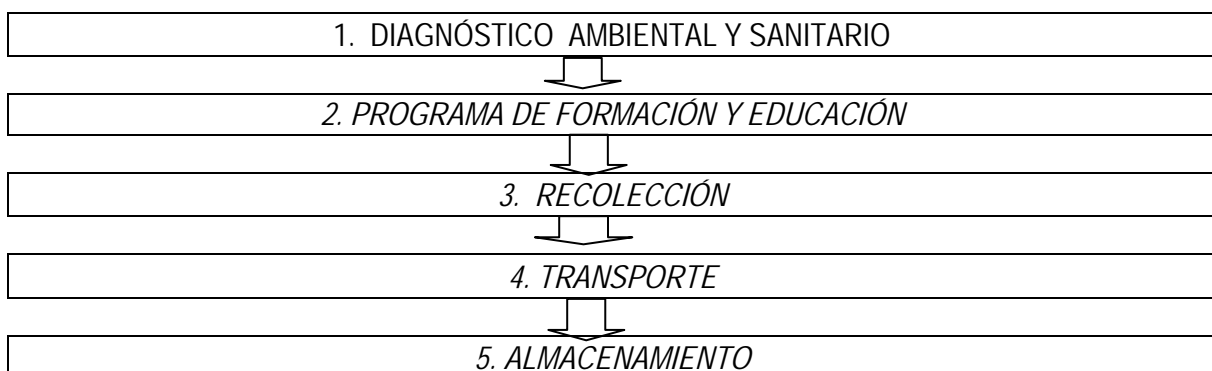 1. DIAGNÓSTICO AMBIENTAL Y SANITARIO
2. PROGRAMA DE FORMACIÓN Y EDUCACIÓN
3. RECOLECCIÓN
4. TRANSPORTE
5. ALMACENAMIENTO